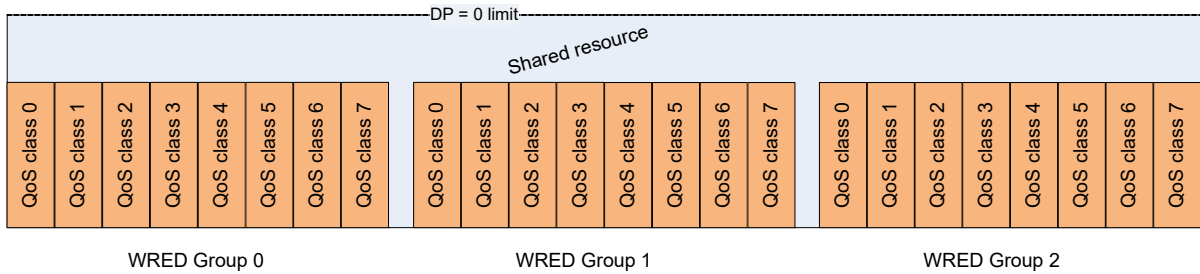 DP = 0 limit
Shared resource
QoS class 0
QoS class 1
QoS class 2
QoS class 3
QoS class 4
QoS class 5
QoS class 6
QoS class 7
QoS class 0
QoS class 1
QoS class 2
QoS class 3
QoS class 4
QoS class 5
QoS class 6
QoS class 7
QoS class 0
QoS class 1
QoS class 2
QoS class 3
QoS class 4
QoS class 5
QoS class 6
QoS class 7
WRED Group 0
WRED Group 1
WRED Group 2